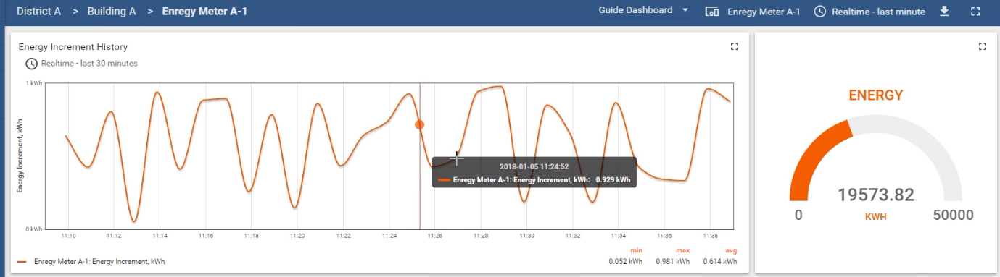 District A > Building A > Enregy Meter A-1
Guide Dashboard Enregy Meter A-1 Realtime - last minute
Energy Increment History
Realtime - last 30 minutes
1 kWh
Energy Increment, kWh
0 kWh
11:10 11:12 11:14 11:16 11:18 11:20 11:22 11:24 11:26 11:28 11:30 11:32 11:34 11:36 11:38
2018-01-05 11:24:52
Enregy Meter A-1: Energy Increment, kWh: 0.929 kWh
min max avg
Enregy Meter A-1: Energy Increment, kWh 0.052 kWh 0.981 kWh 0.614 kWh
ENERGY
19573.82
0 KWH 50000